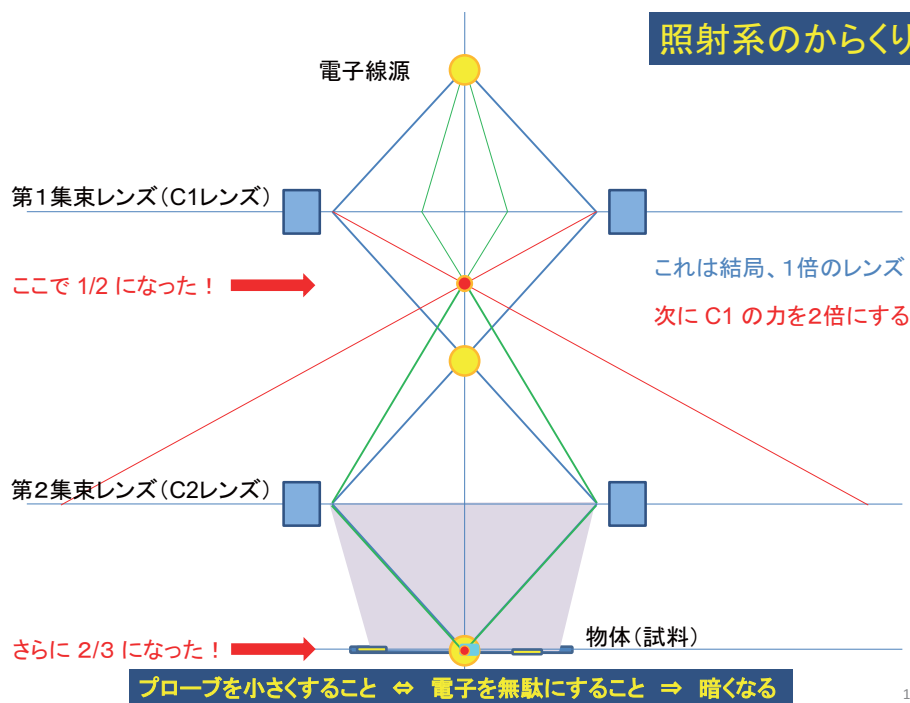 照射系のからくり
電子線源
第1集束レンズ(C1レンズ)
ここで 1/2 になった!
これは結局、1倍のレンズ
次に C1 の力を2倍にする
第2集束レンズ(C2レンズ)
さらに 2/3 になった!
物体(試料)
プローブを小さくすること ⇔ 電子を無駄にすること ⇒ 暗くなる
1